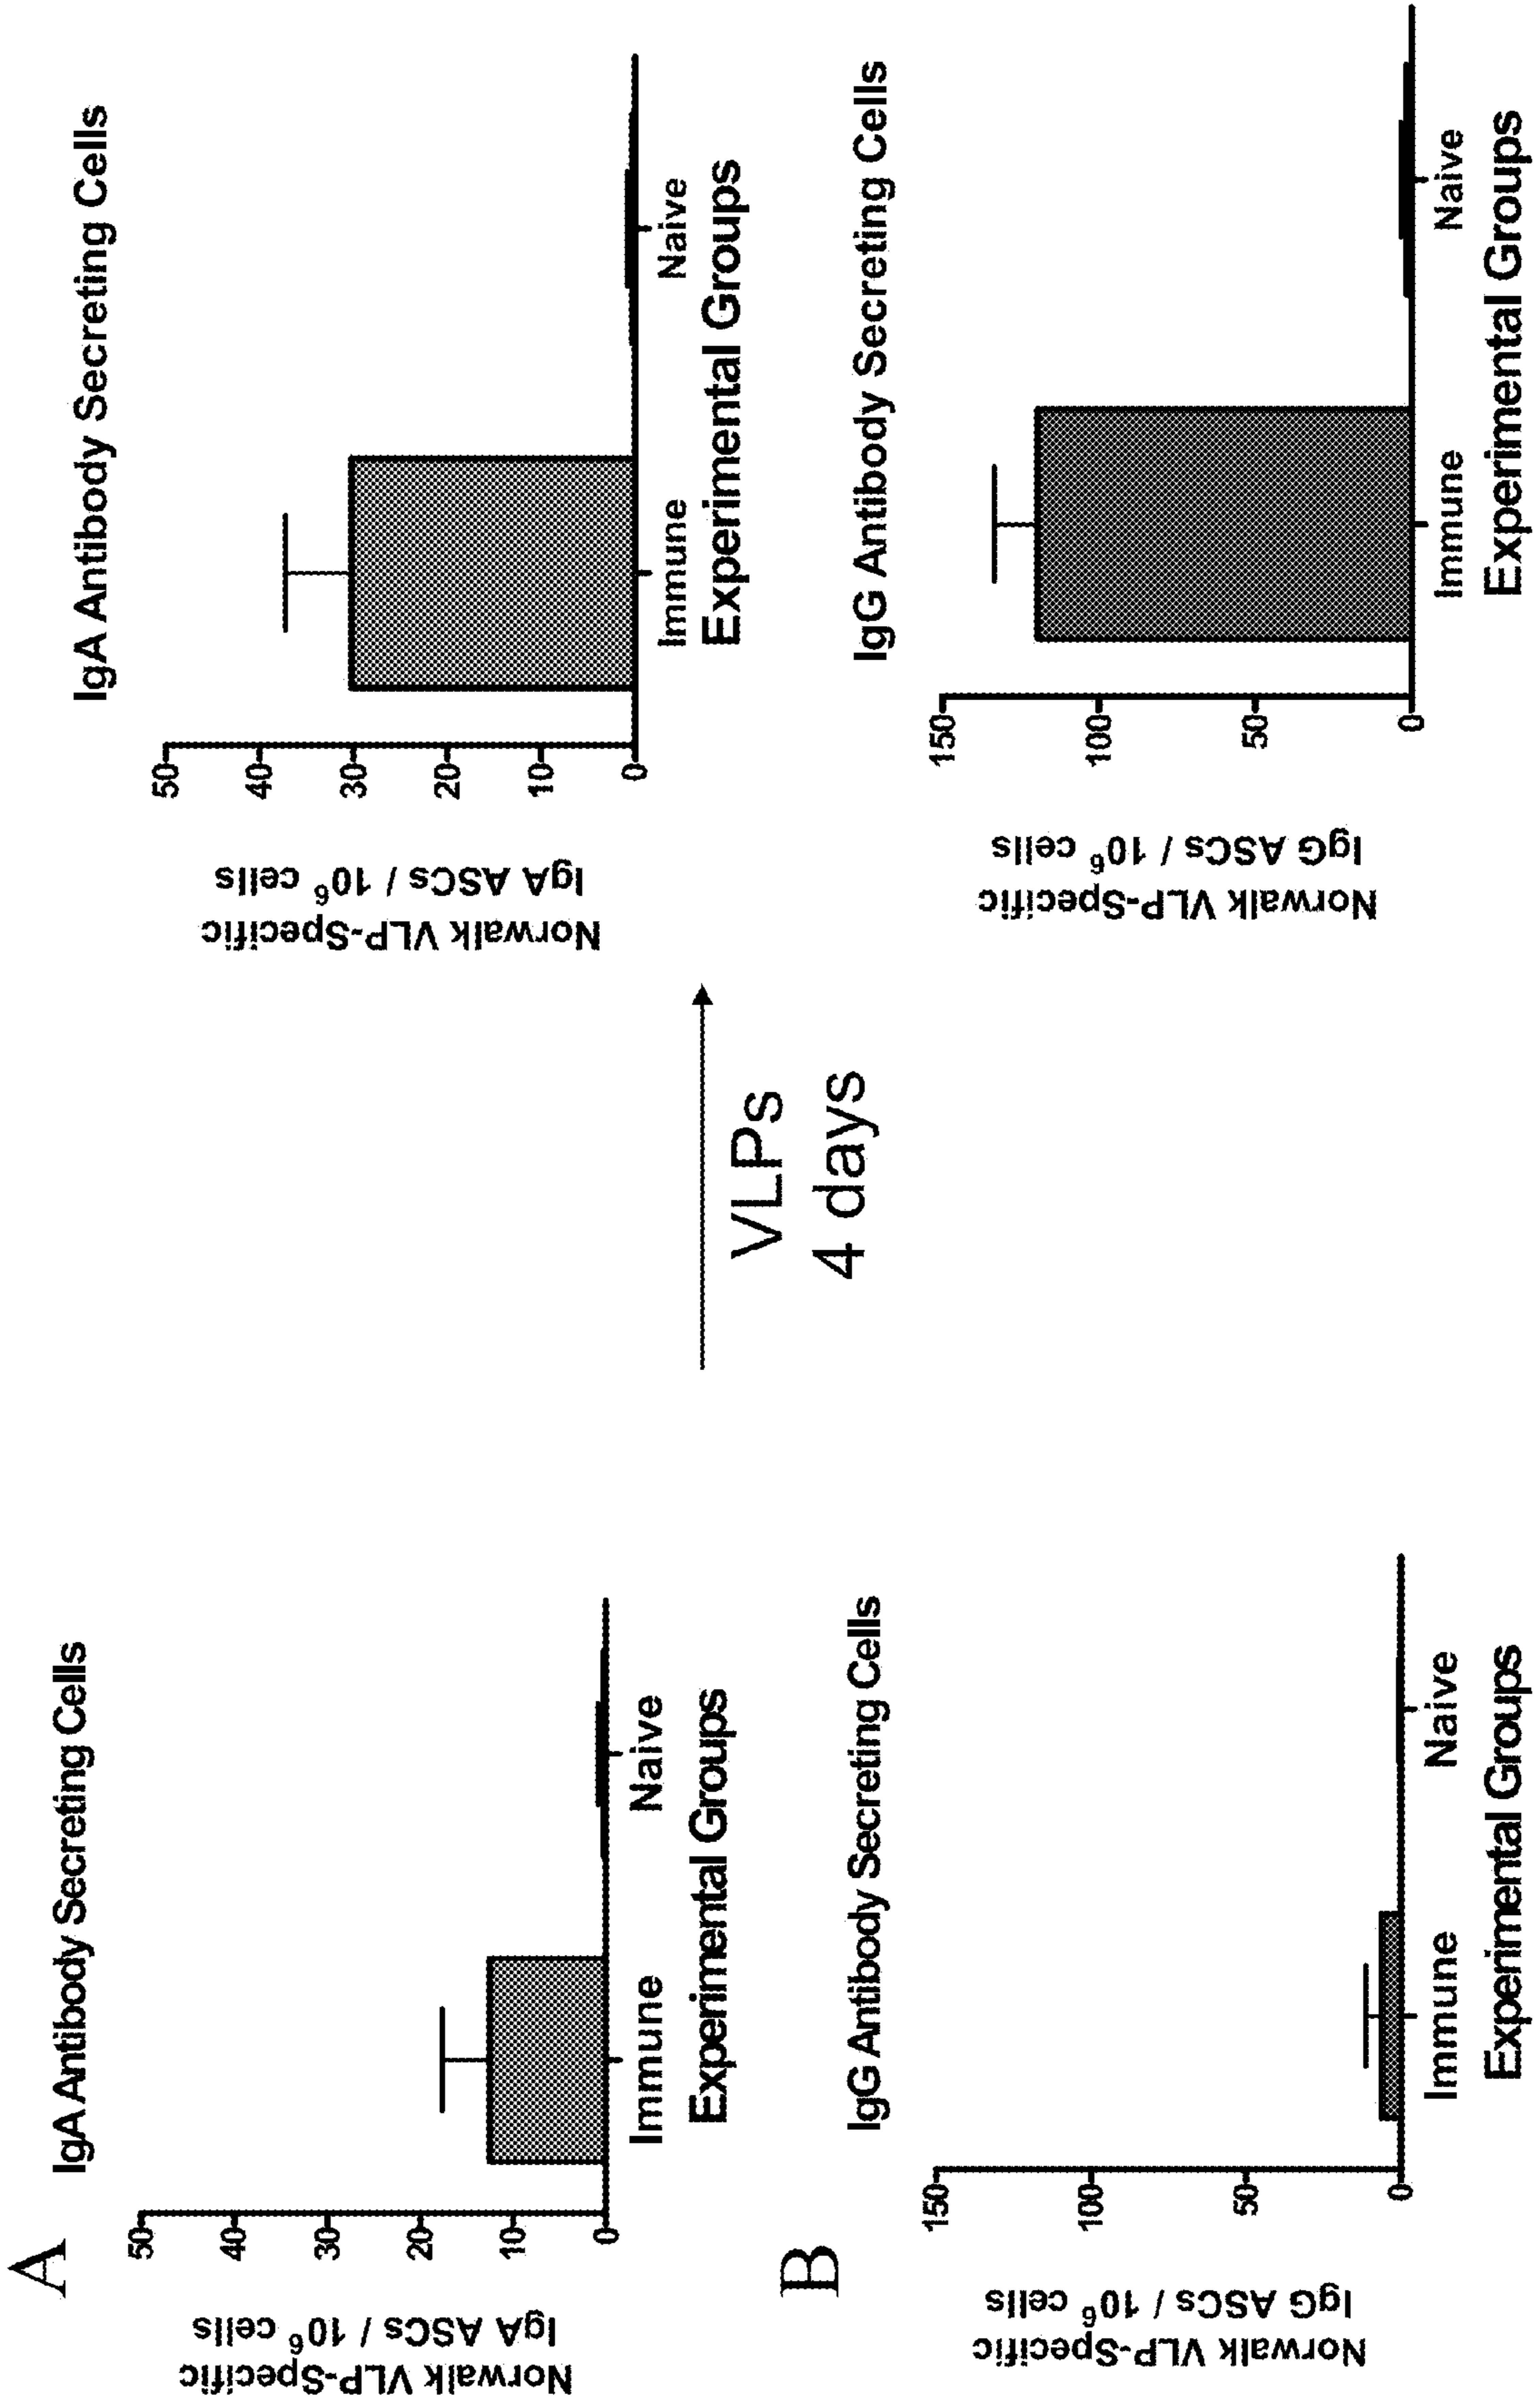 A
IgA Antibody Secreting Cells
Norwalk VLP-Specific
IgA ASCs / 10⁶ cells
50
40
30
20
10
0
Immune
Naive
Experimental Groups
VLPs
4 days
IgA Antibody Secreting Cells
Norwalk VLP-Specific
IgA ASCs / 10⁶ cells
50
40
30
20
10
0
Immune
Naive
Experimental Groups
B
IgG Antibody Secreting Cells
Norwalk VLP-Specific
IgG ASCs / 10⁶ cells
150
100
50
0
Immune
Naive
Experimental Groups
IgG Antibody Secreting Cells
Norwalk VLP-Specific
IgG ASCs / 10⁶ cells
150
100
50
0
Immune
Naive
Experimental Groups